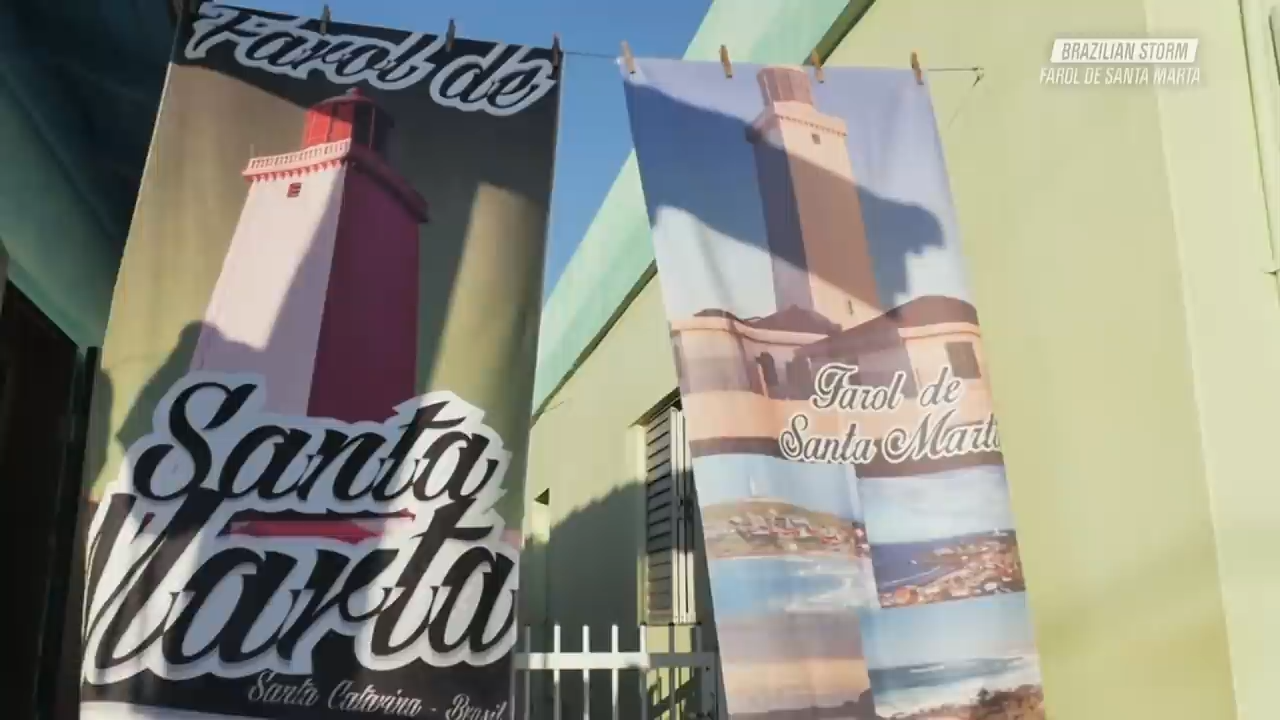 Farol de
Santa
Marta
Santa Catarina - Brasil
Farol de
Santa Marta
BRAZILIAN STORM
FAROL DE SANTA MARTA